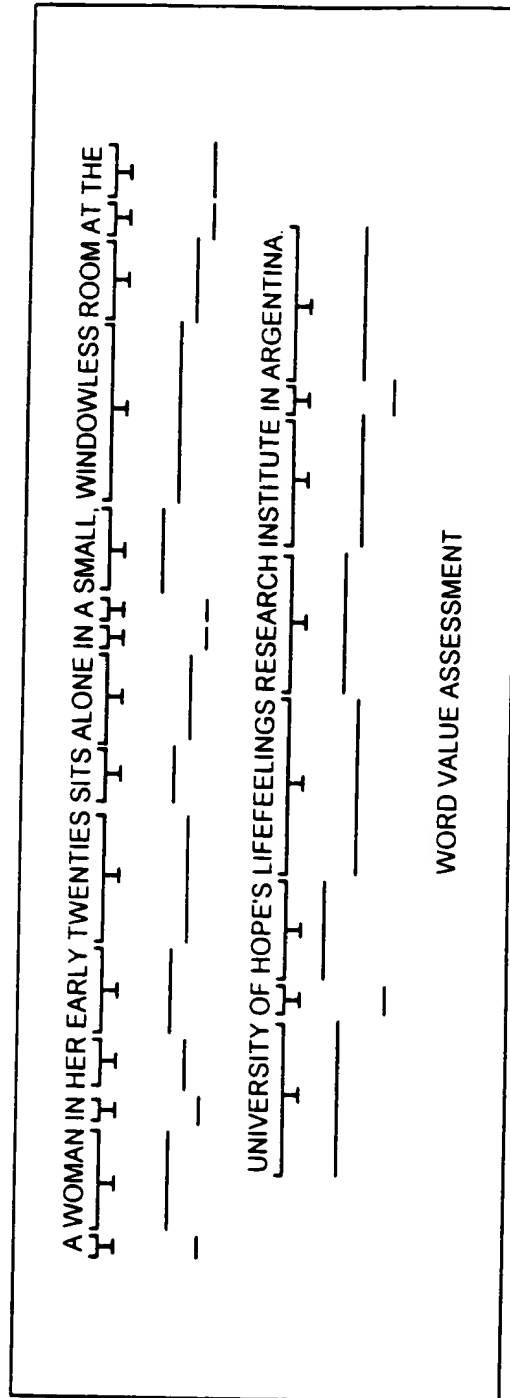 A WOMAN IN HER EARLY TWENTIES SITS ALONE IN A SMALL, WINDOWLESS ROOM AT THE
UNIVERSITY OF HOPE'S LIFEFEELINGS RESEARCH INSTITUTE IN ARGENTINA.
WORD VALUE ASSESSMENT